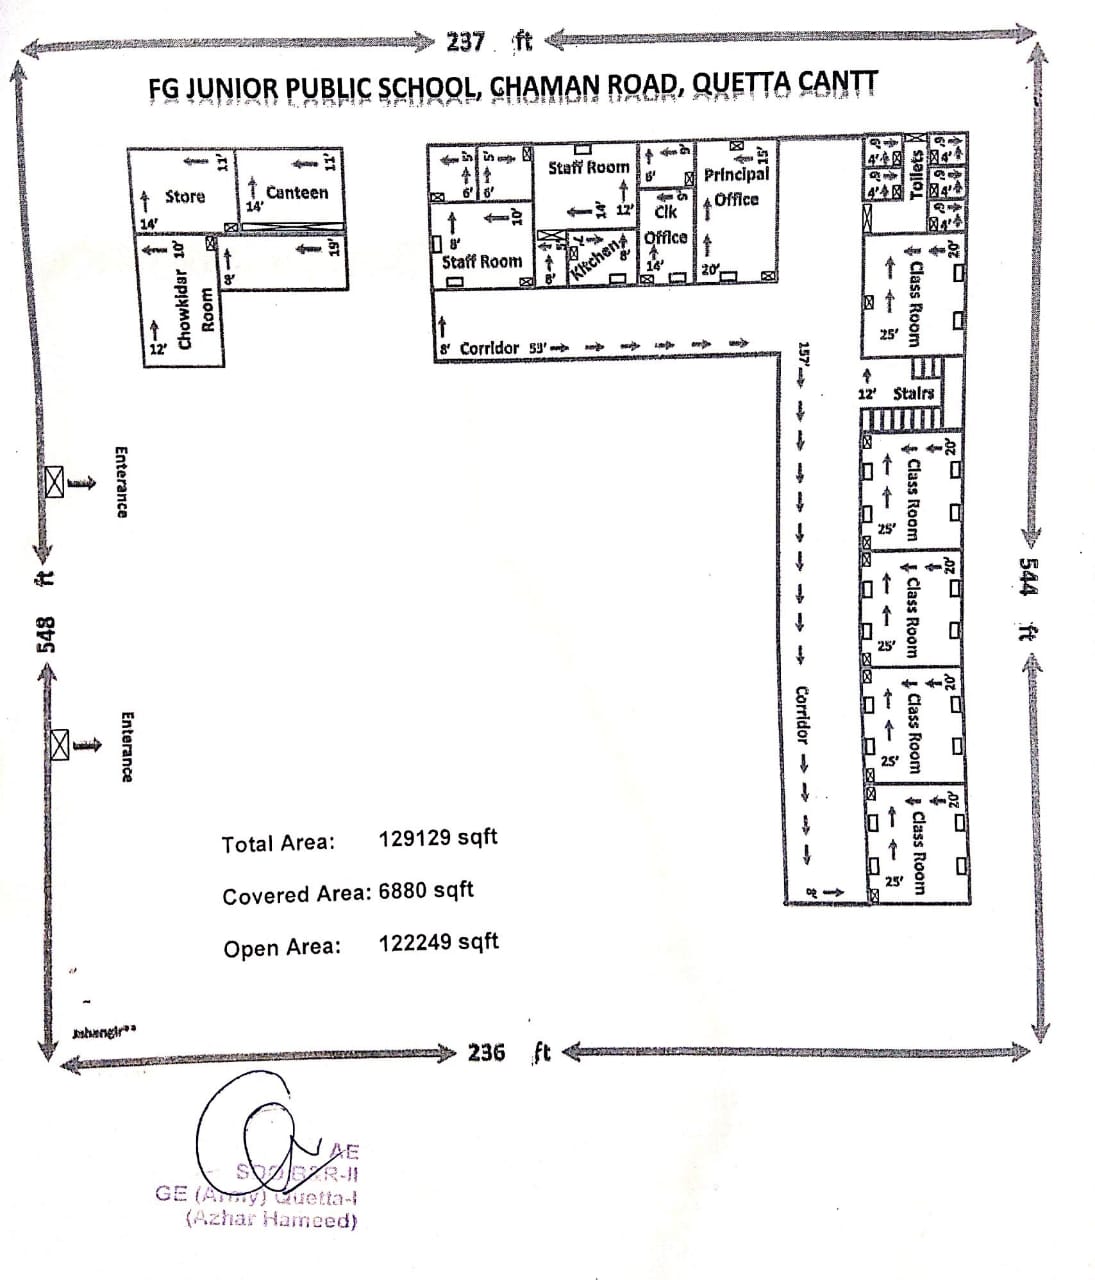 237 ft
FG JUNIOR PUBLIC SCHOOL, CHAMAN ROAD, QUETTA CANTT
Store
11'
14'
Canteen
11'
14'
Chowkidar Room
10'
12'
19'
8'
5'
6'
5'
6'
Staff Room
10'
8'
Staff Room
14'
12'
5'
8'
Kitchen
7'
8'
6'
6'
Clk Office
9'
14'
Principal Office
15'
20'
8' Corridor 53'
157'
Corridor
8'
Toilets
6'
4'
6'
4'
6'
4'
6'
4'
6'
4'
Class Room
20'
25'
12' Stairs
Class Room
20'
25'
Class Room
20'
25'
Class Room
20'
25'
Class Room
20'
25'
Enterance
Enterance
548 ft
544 ft
Total Area: 129129 sqft
Covered Area: 6880 sqft
Open Area: 122249 sqft
236 ft
AE
SDO B&R-II
GE (Army) Quetta-I
(Azhar Hameed)